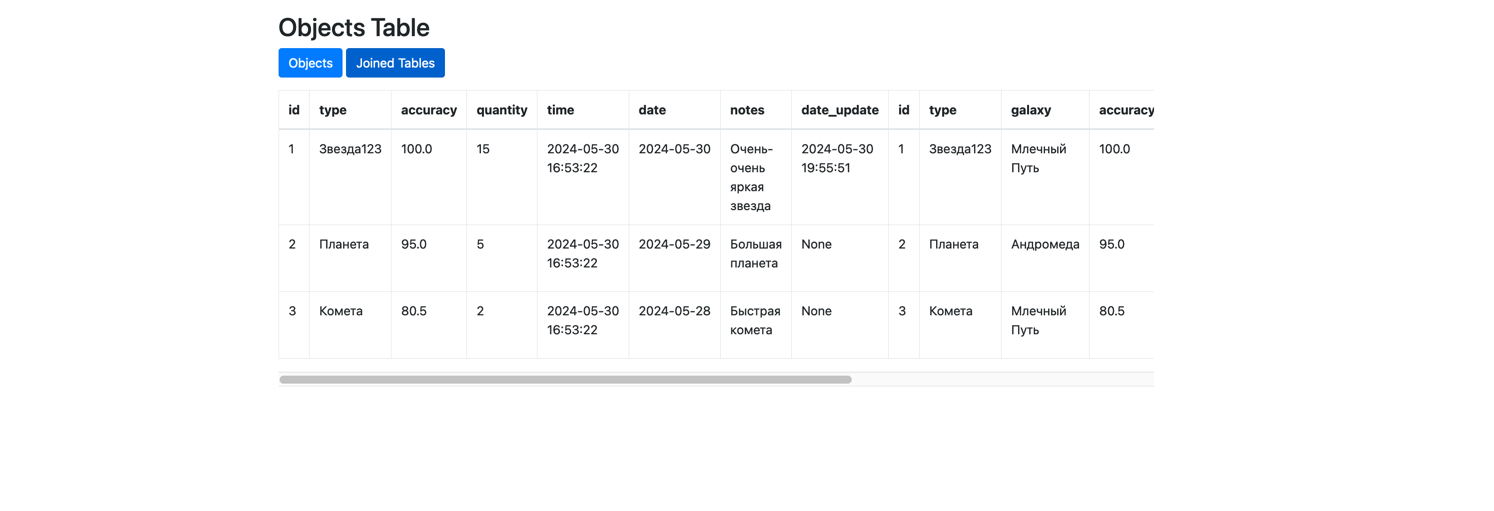 Objects Table
Objects Joined Tables
id type accuracy quantity time date notes date_update id type galaxy accuracy
1 Звезда123 100.0 15 2024-05-30 2024-05-30 Очень- 2024-05-30 1 Звезда123 Млечный 100.0
16:53:22 очень 19:55:51 Путь
яркая
звезда
2 Планета 95.0 5 2024-05-30 2024-05-29 Большая None 2 Планета Андромеда 95.0
16:53:22 планета
3 Комета 80.5 2 2024-05-30 2024-05-28 Быстрая None 3 Комета Млечный 80.5
16:53:22 комета Путь